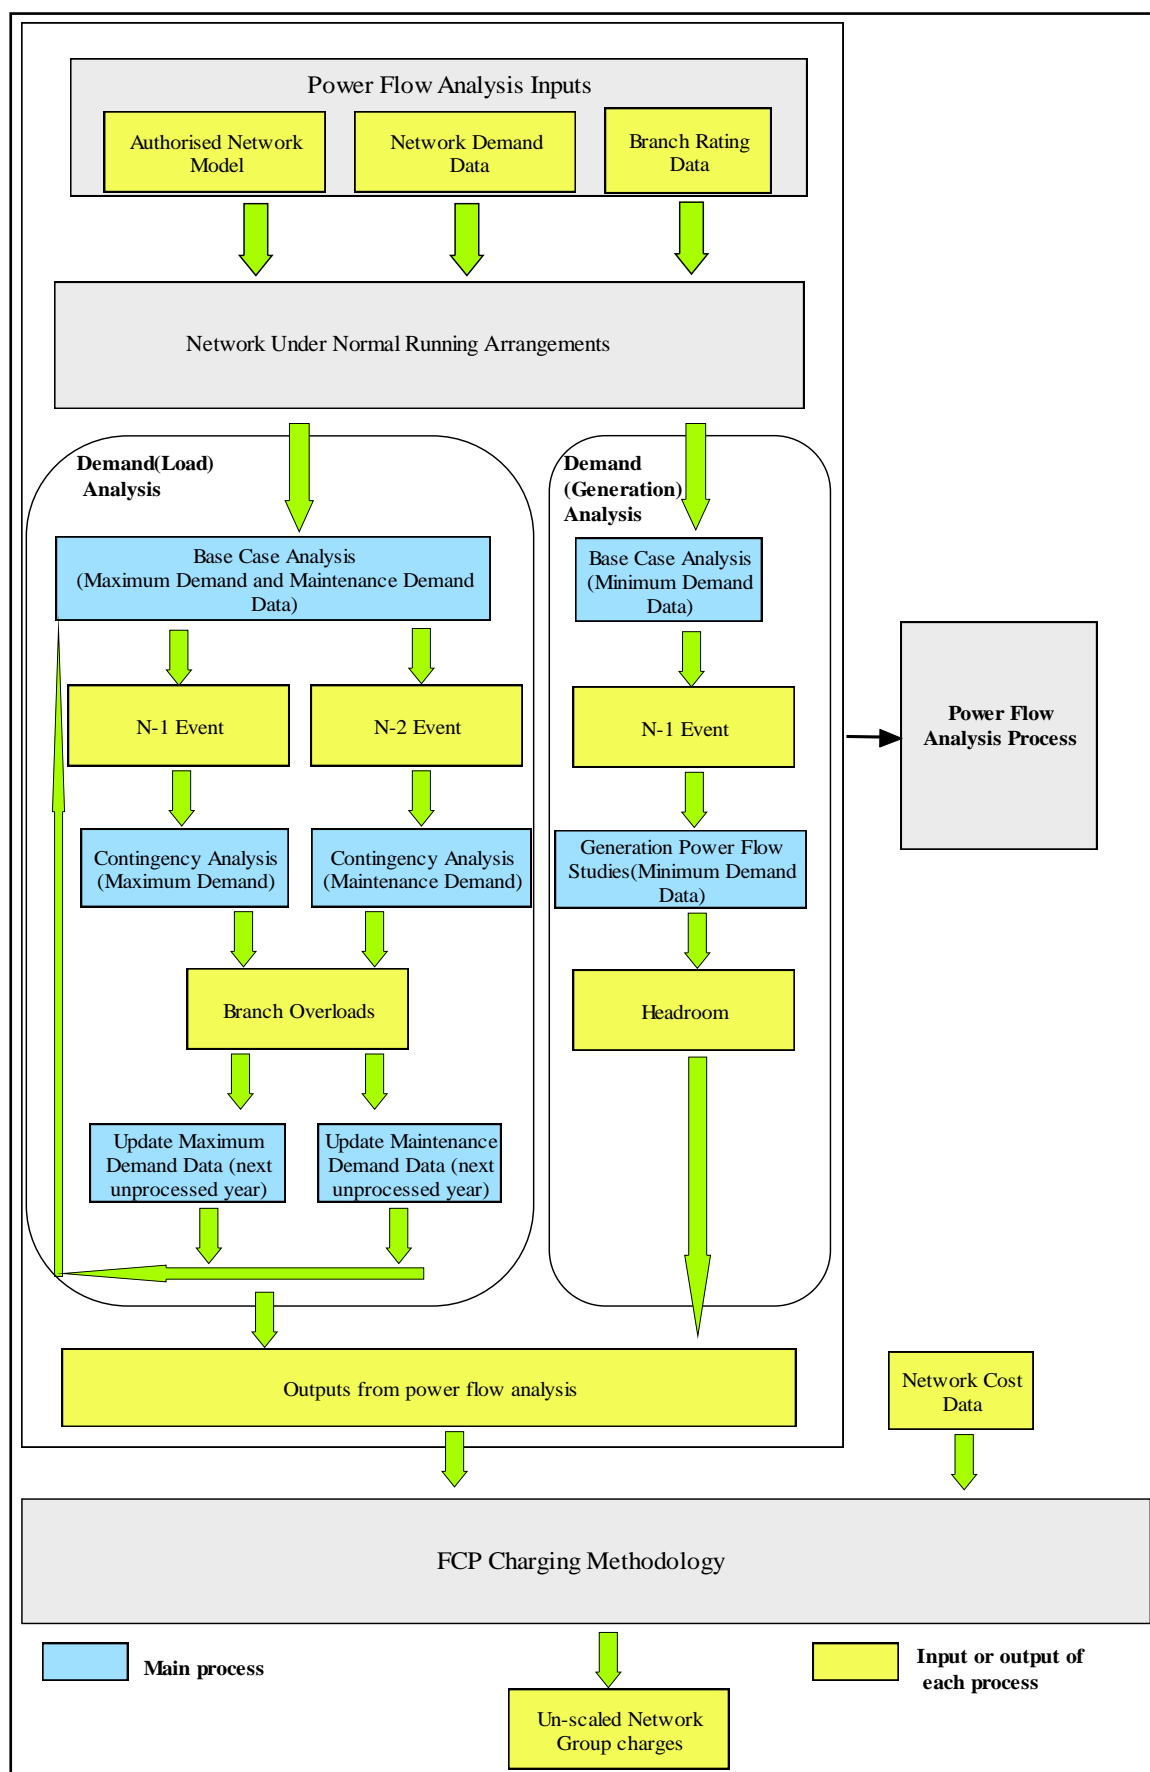 Power Flow Analysis Inputs
Authorised Network
Model
Network Demand
Data
Branch Rating
Data
Network Under Normal Running Arrangements
Demand(Load)
Analysis
Demand
(Generation)
Analysis
Base Case Analysis
(Maximum Demand and Maintenance Demand
Data)
Base Case Analysis
(Minimum Demand
Data)
N-1 Event
N-2 Event
N-1 Event
Power Flow
Analysis Process
Contingency Analysis
(Maximum Demand)
Contingency Analysis
(Maintenance Demand)
Generation Power Flow
Studies(Minimum Demand
Data)
Branch Overloads
Headroom
Update Maximum
Demand Data (next
unprocessed year)
Update Maintenance
Demand Data (next
unprocessed year)
Outputs from power flow analysis
Network Cost
Data
FCP Charging Methodology
Main process
Input or output of
each process
Un-scaled Network
Group charges